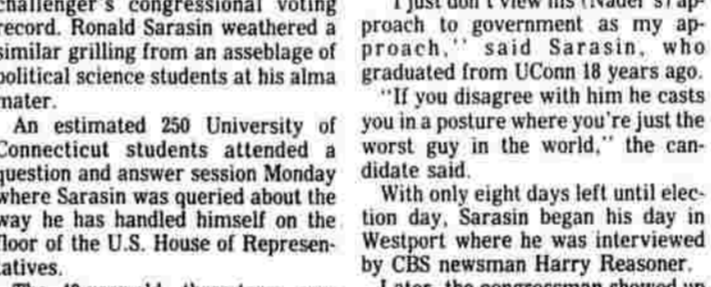 challenger's congressional voting
record. Ronald Sarasin weathered a
similar grilling from an asseblage of
political science students at his alma
mater.
An estimated 250 University of
Connecticut students attended a
question and answer session Monday
where Sarasin was queried about the
way he has handled himself on the
floor of the U.S. House of Represen-
tatives.
I just don't view his (Nader's) ap-
proach to government as my ap-
proach," said Sarasin, who
graduated from UConn 18 years ago.
"If you disagree with him he casts
you in a posture where you're just the
worst guy in the world," the can-
didate said.
With only eight days left until elec-
tion day, Sarasin began his day in
Westport where he was interviewed
by CBS newsman Harry Reasoner.
Later, the congressman showed up